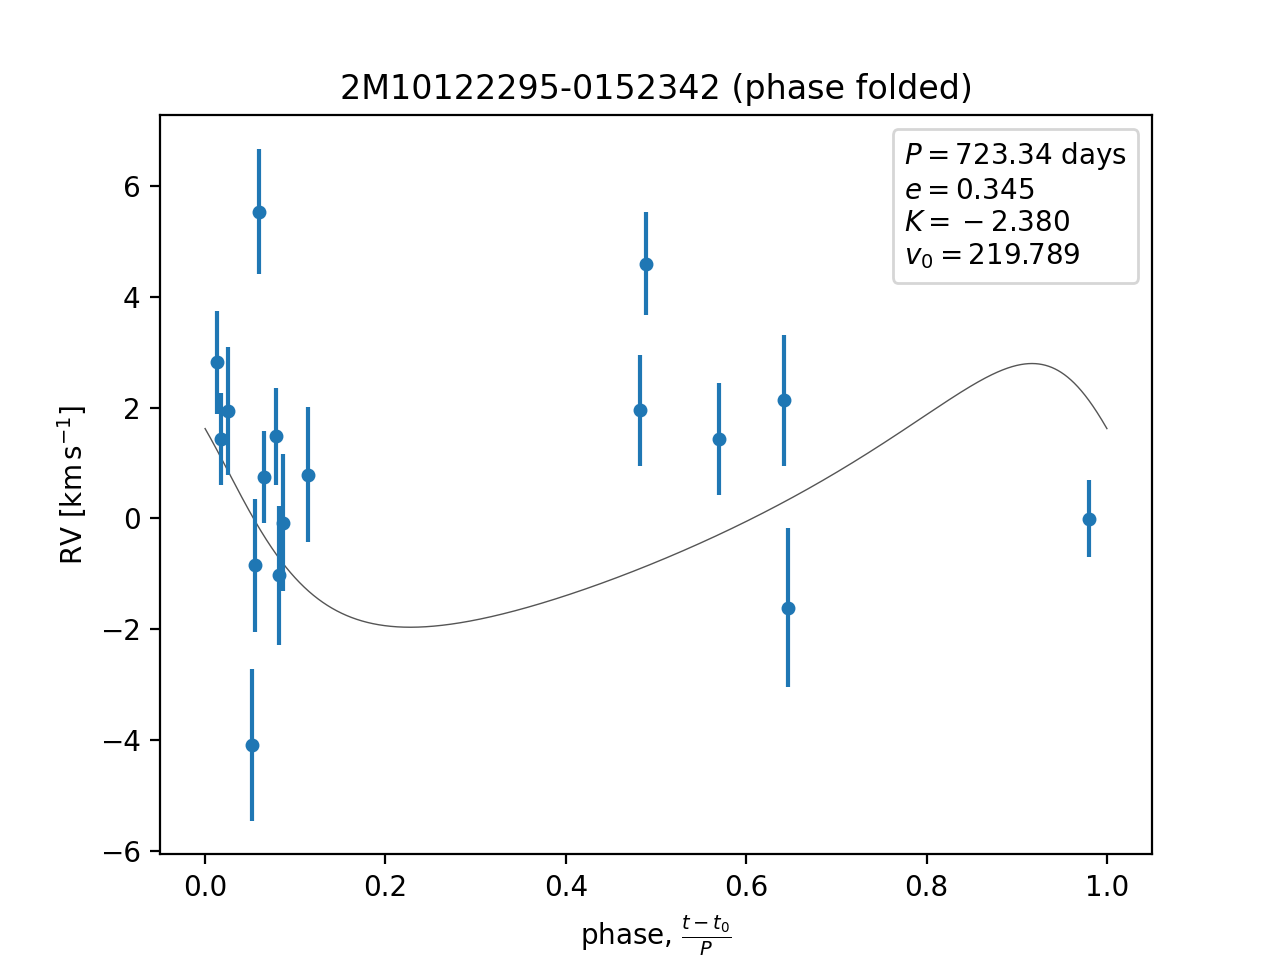 2M10122295-0152342 (phase folded)
P = 723.34 days
e = 0.345
K = −2.380
v₀ = 219.789
6
4
2
0
−2
−4
−6
RV [km s⁻¹]
0.0 0.2 0.4 0.6 0.8 1.0
phase, (t − t₀)/P